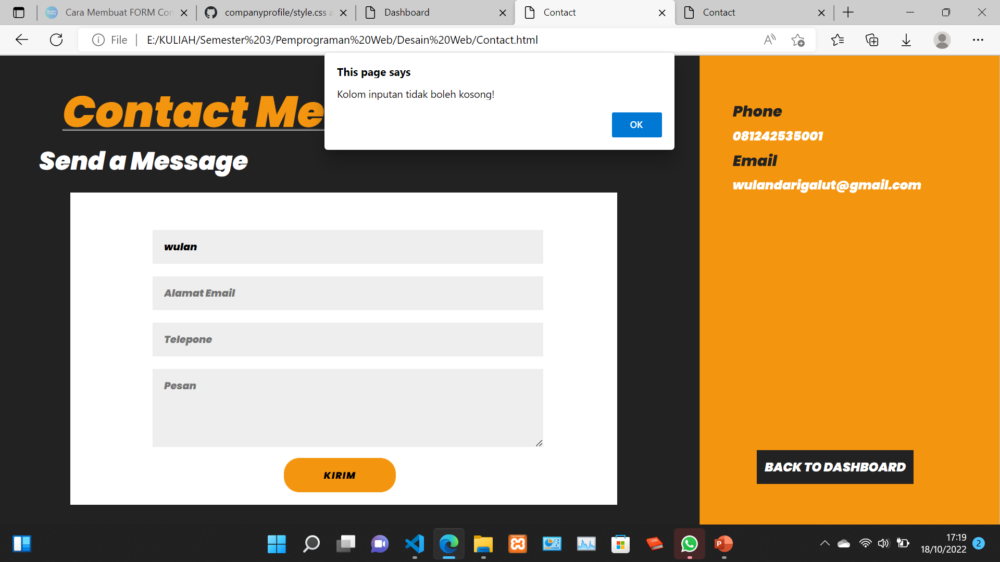 Cara Membuat FORM Con
companyprofile/style.css a
Dashboard
Contact
Contact
File
E:/KULIAH/Semester%203/Pemprograman%20Web/Desain%20Web/Contact.html
This page says
Kolom inputan tidak boleh kosong!
OK
Contact Me
Send a Message
wulan
Alamat Email
Telepone
Pesan
KIRIM
Phone
081242535001
Email
wulandarigalut@gmail.com
BACK TO DASHBOARD
17:19
18/10/2022
2